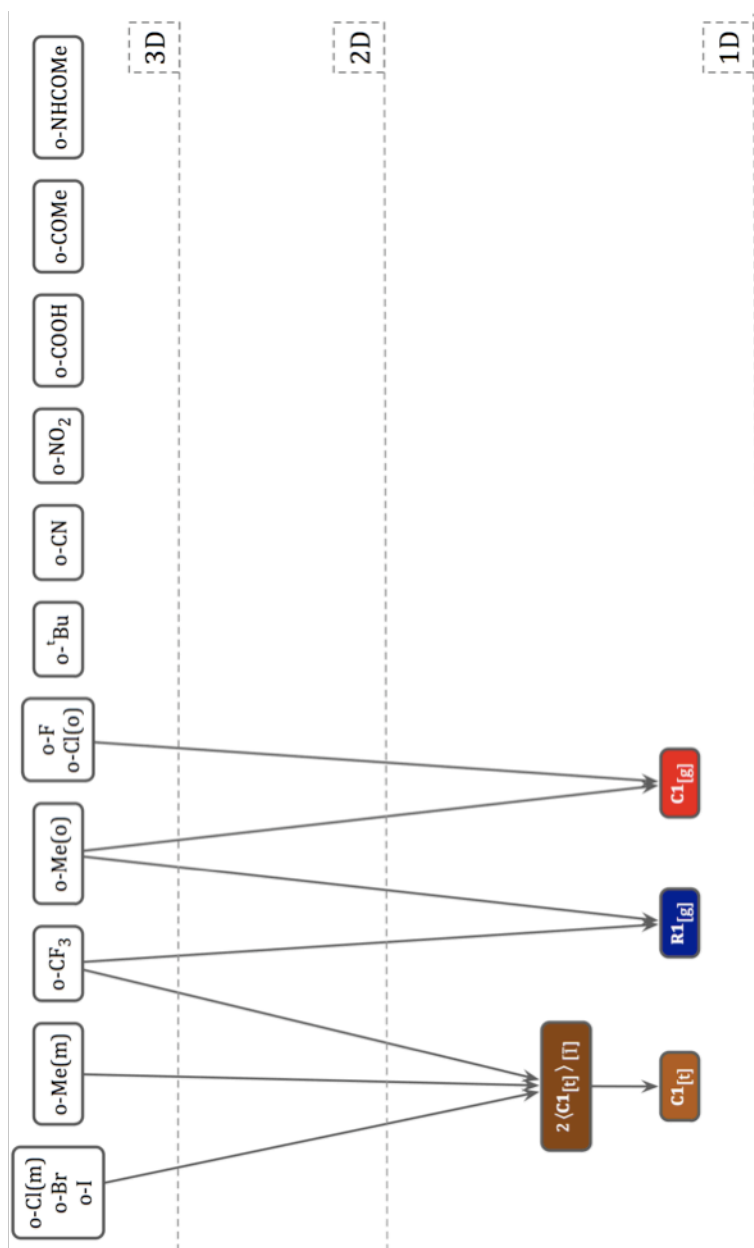 o-Cl(m)
o-Br
o-I
o-Me(m)
o-CF₃
o-Me(o)
o-F
o-Cl(o)
o-ᵗBu
o-CN
o-NO₂
o-COOH
o-COMe
o-NHCOMe
3D
2D
2⟨C1[t]⟩[ī]
C1[t]
R1[g]
C1[g]
1D